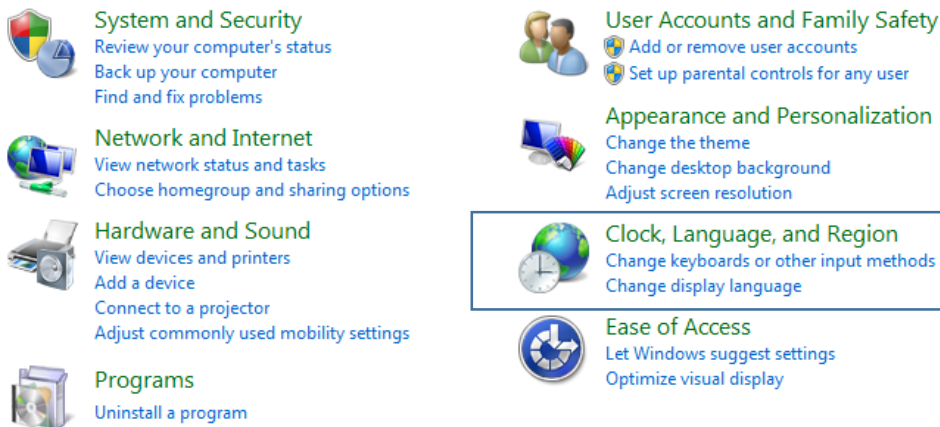 System and Security
Review your computer's status
Back up your computer
Find and fix problems
Network and Internet
View network status and tasks
Choose homegroup and sharing options
Hardware and Sound
View devices and printers
Add a device
Connect to a projector
Adjust commonly used mobility settings
Programs
Uninstall a program
User Accounts and Family Safety
Add or remove user accounts
Set up parental controls for any user
Appearance and Personalization
Change the theme
Change desktop background
Adjust screen resolution
Clock, Language, and Region
Change keyboards or other input methods
Change display language
Ease of Access
Let Windows suggest settings
Optimize visual display